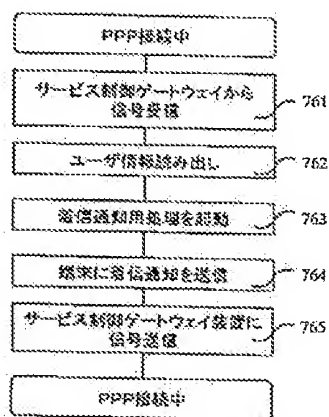 PPP接続中
サービス制御ゲートウェイから
信号受信
761
ユーザ情報読み出し
762
着信通知用処理を起動
763
端末に着信通知を送信
764
サービス制御ゲートウェイ装置に
信号送信
765
PPP接続中